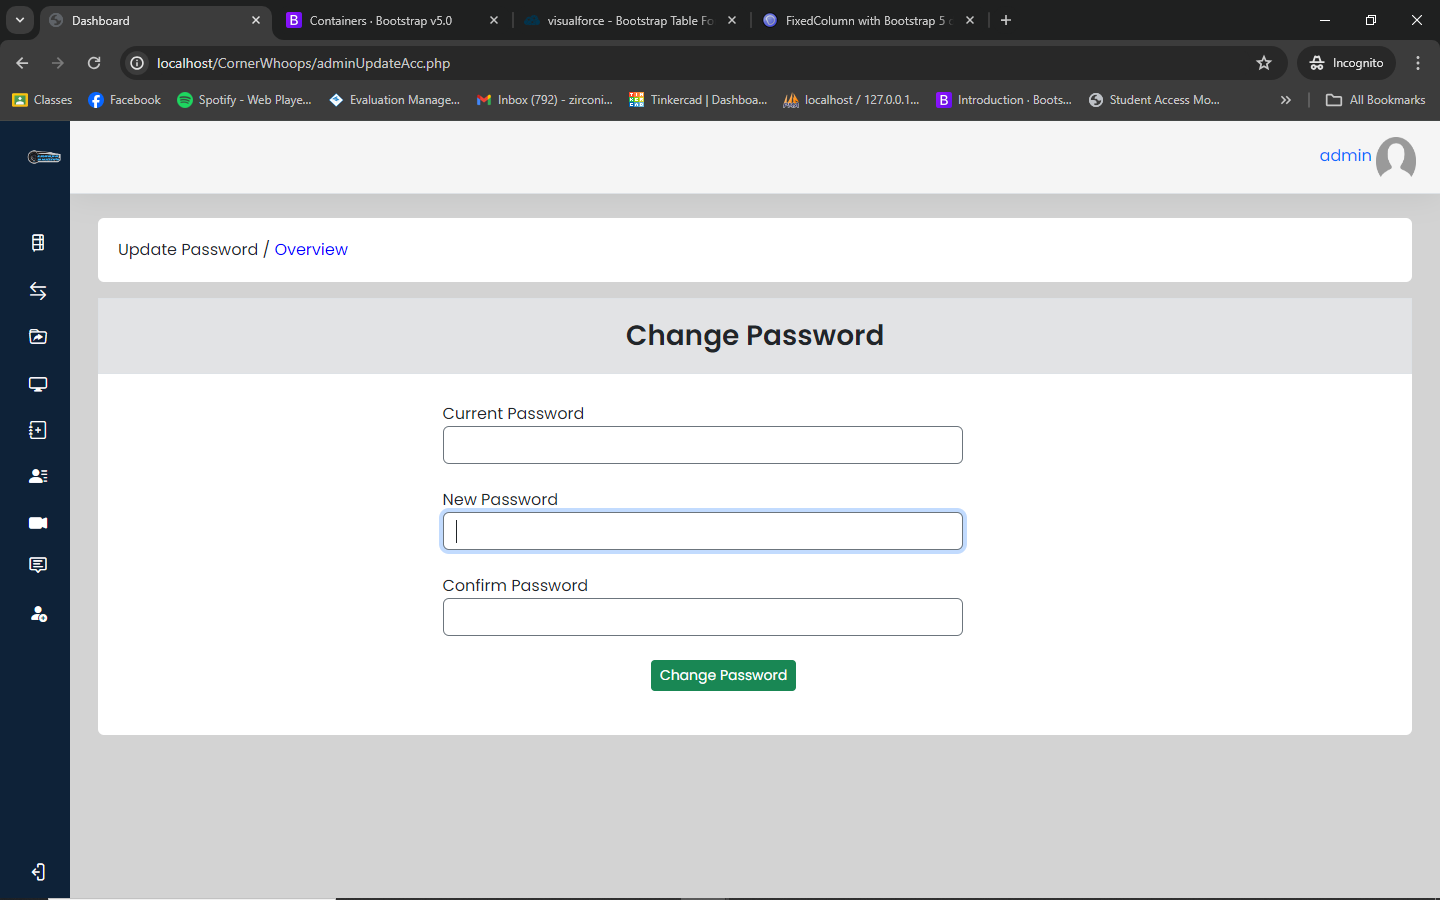 Dashboard
Containers · Bootstrap v5.0
visualforce - Bootstrap Table Fo
FixedColumn with Bootstrap 5 c
localhost/CornerWhoops/adminUpdateAcc.php
Incognito
Classes
Facebook
Spotify - Web Playe...
Evaluation Manage...
Inbox (792) - zirconi...
Tinkercad | Dashboa...
localhost / 127.0.0.1...
Introduction · Boots...
Student Access Mo...
All Bookmarks
admin
Update Password / Overview
Change Password
Current Password
New Password
Confirm Password
Change Password